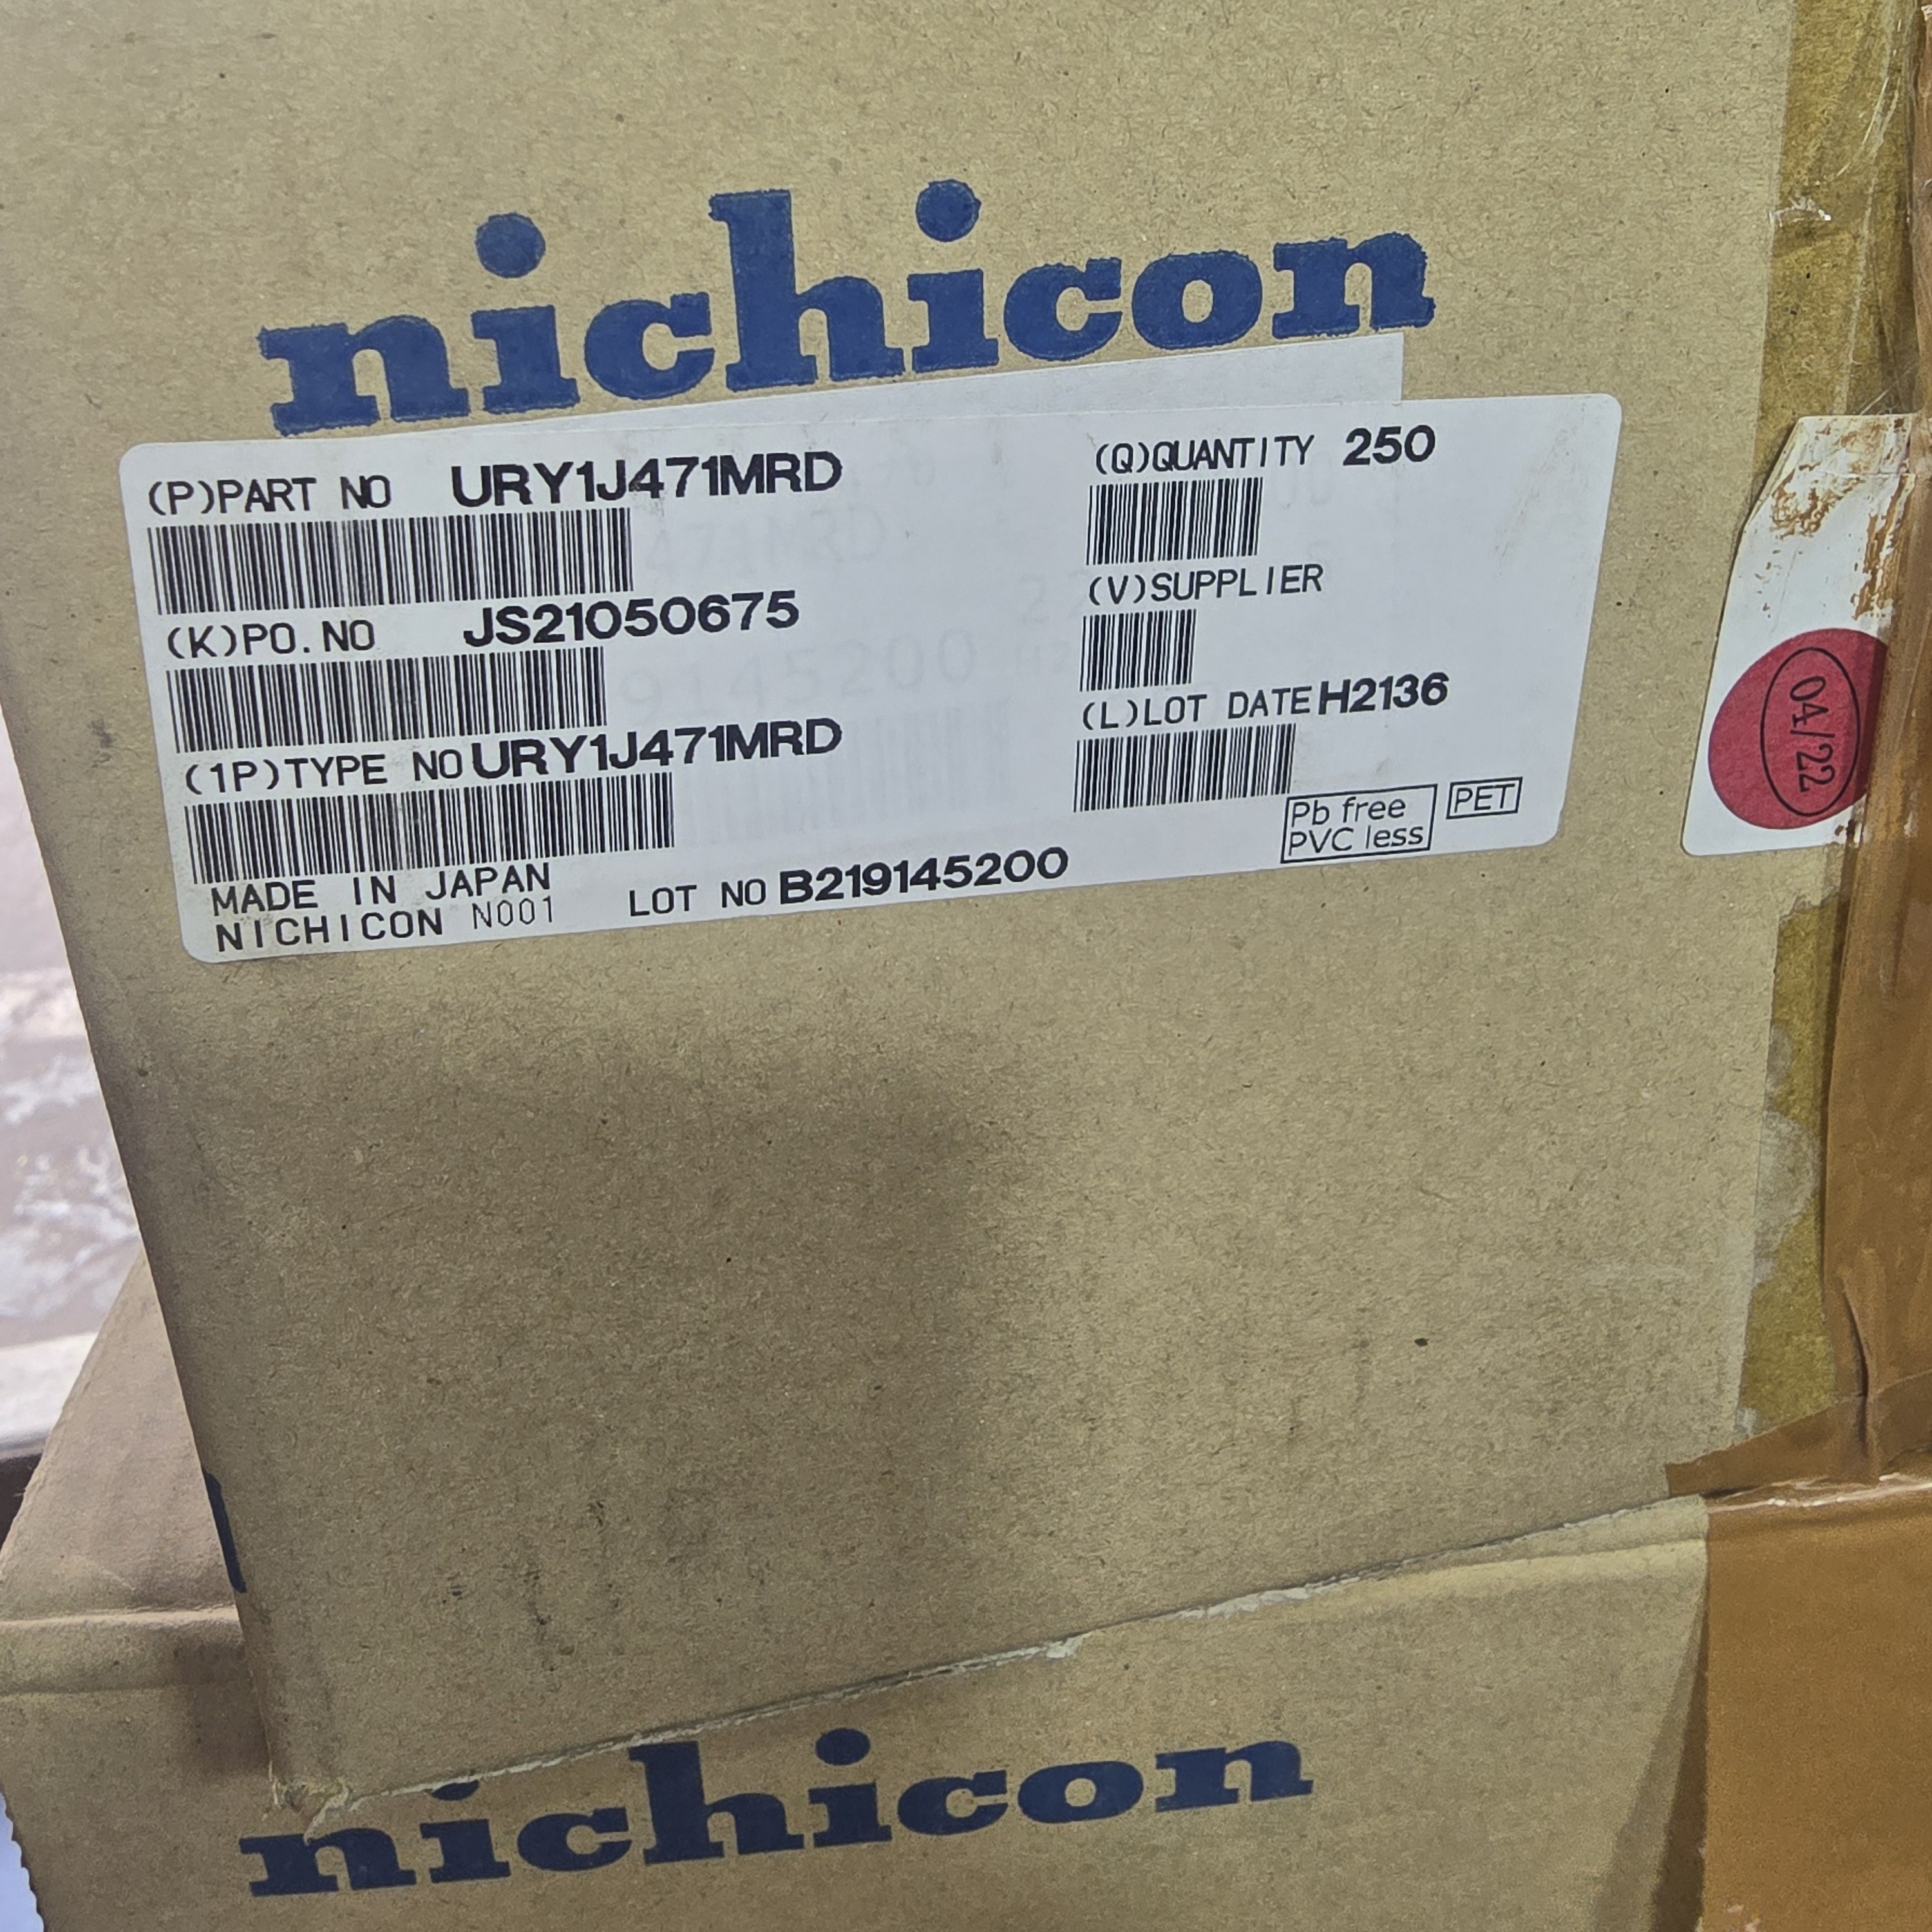 nichicon
(P)PART NO URY1J471MRD
(Q)QUANTITY 250
(K)PO.NO JS21050675
(V)SUPPLIER
(1P)TYPE NO URY1J471MRD
(L)LOT DATE H2136
Pb free
PVC less
PET
MADE IN JAPAN
NICHICON N001
LOT NO B219145200
04/22
nichicon